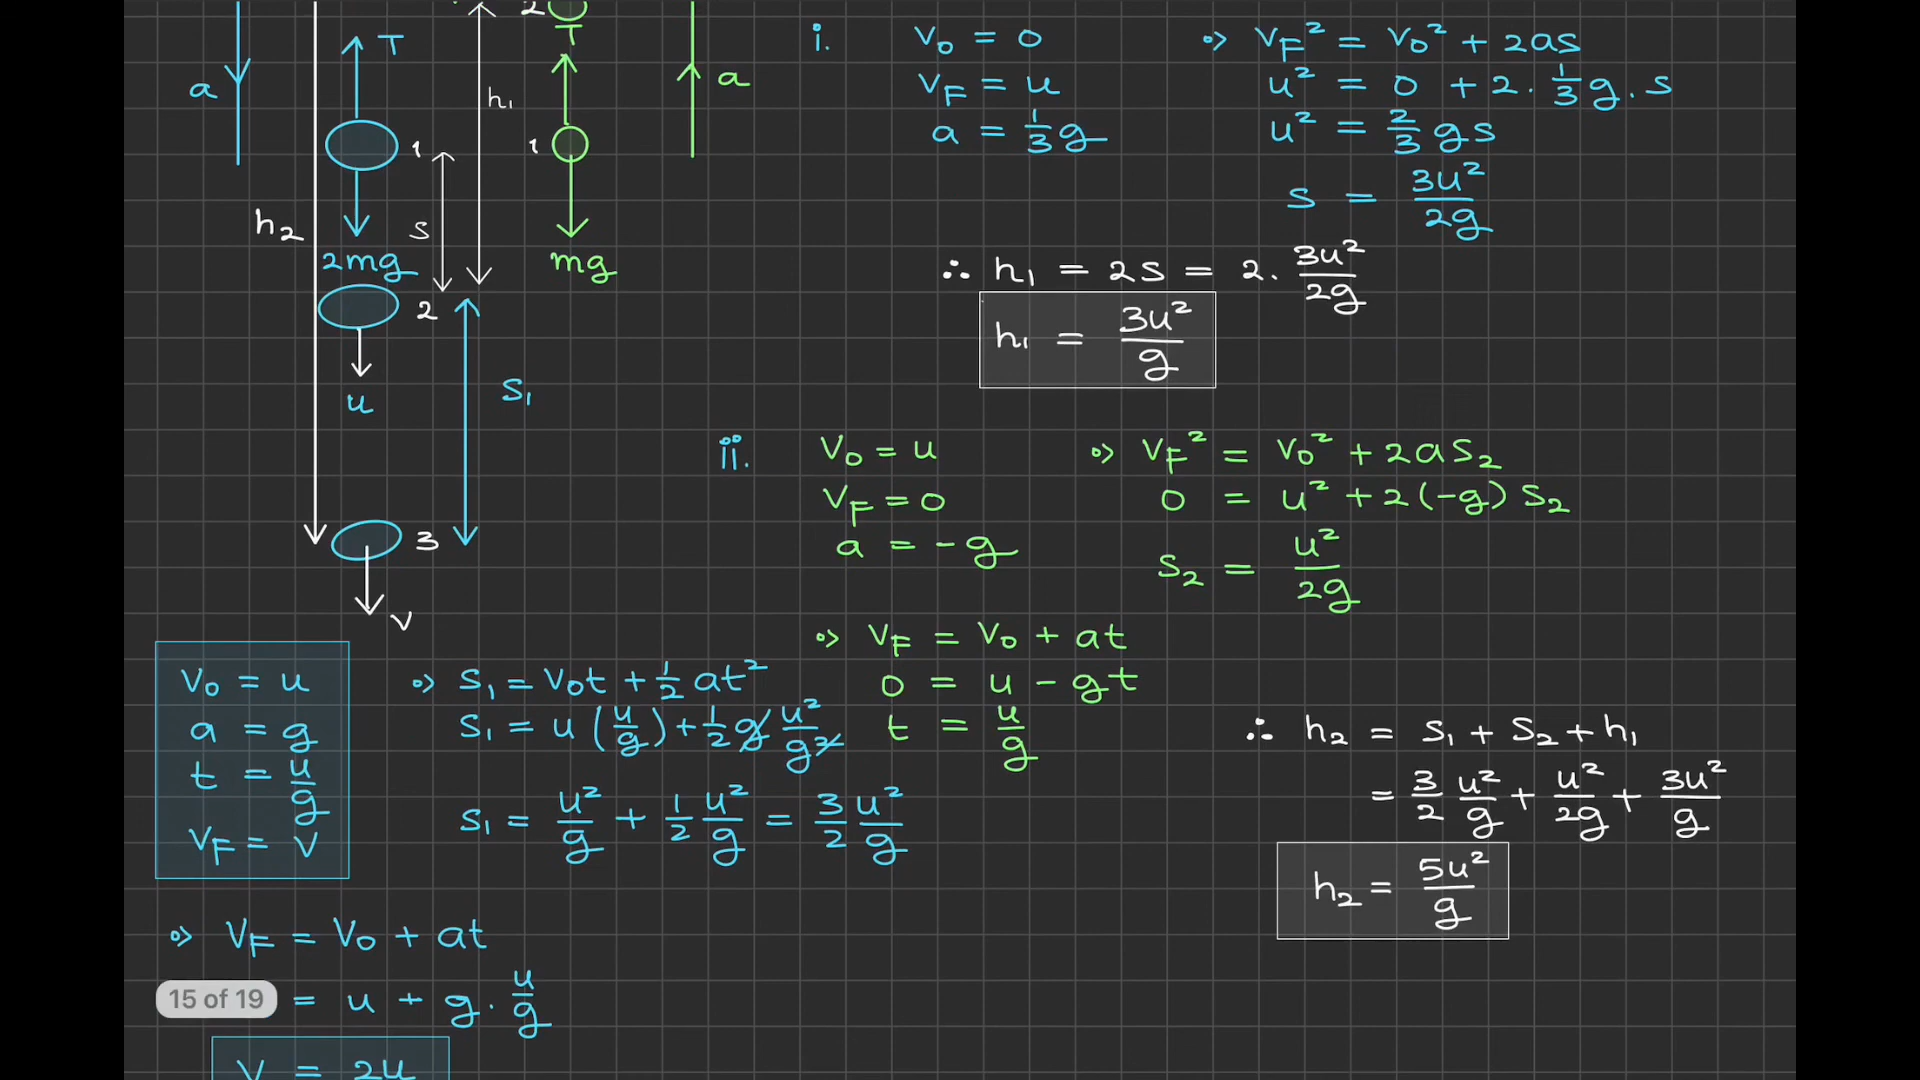 2
T
T
a
a
h₁
1
1
h₂
s
2mg
mg
2
u
s₁
3
v
i. v₀ = 0
v_F = u
a = 1/3 g
⇒ v_F² = v₀² + 2as
u² = 0 + 2 · 1/3 g · s
u² = 2/3 gs
s = 3u²/2g
∴ h₁ = 2s = 2 · 3u²/2g
h₁ = 3u²/g
ii. v₀ = u
v_F = 0
a = -g
⇒ v_F² = v₀² + 2as₂
0 = u² + 2(-g)s₂
s₂ = u²/2g
⇒ v_F = v₀ + at
0 = u - gt
t = u/g
v₀ = u
a = g
t = u/g
v_F = v
⇒ s₁ = v₀t + 1/2 at²
s₁ = u(u/g) + 1/2 g u²/g²
s₁ = u²/g + 1/2 u²/g = 3/2 u²/g
∴ h₂ = s₁ + s₂ + h₁
= 3/2 u²/g + u²/2g + 3u²/g
h₂ = 5u²/g
⇒ v_F = v₀ + at
15 of 19
= u + g · u/g
v = 2u